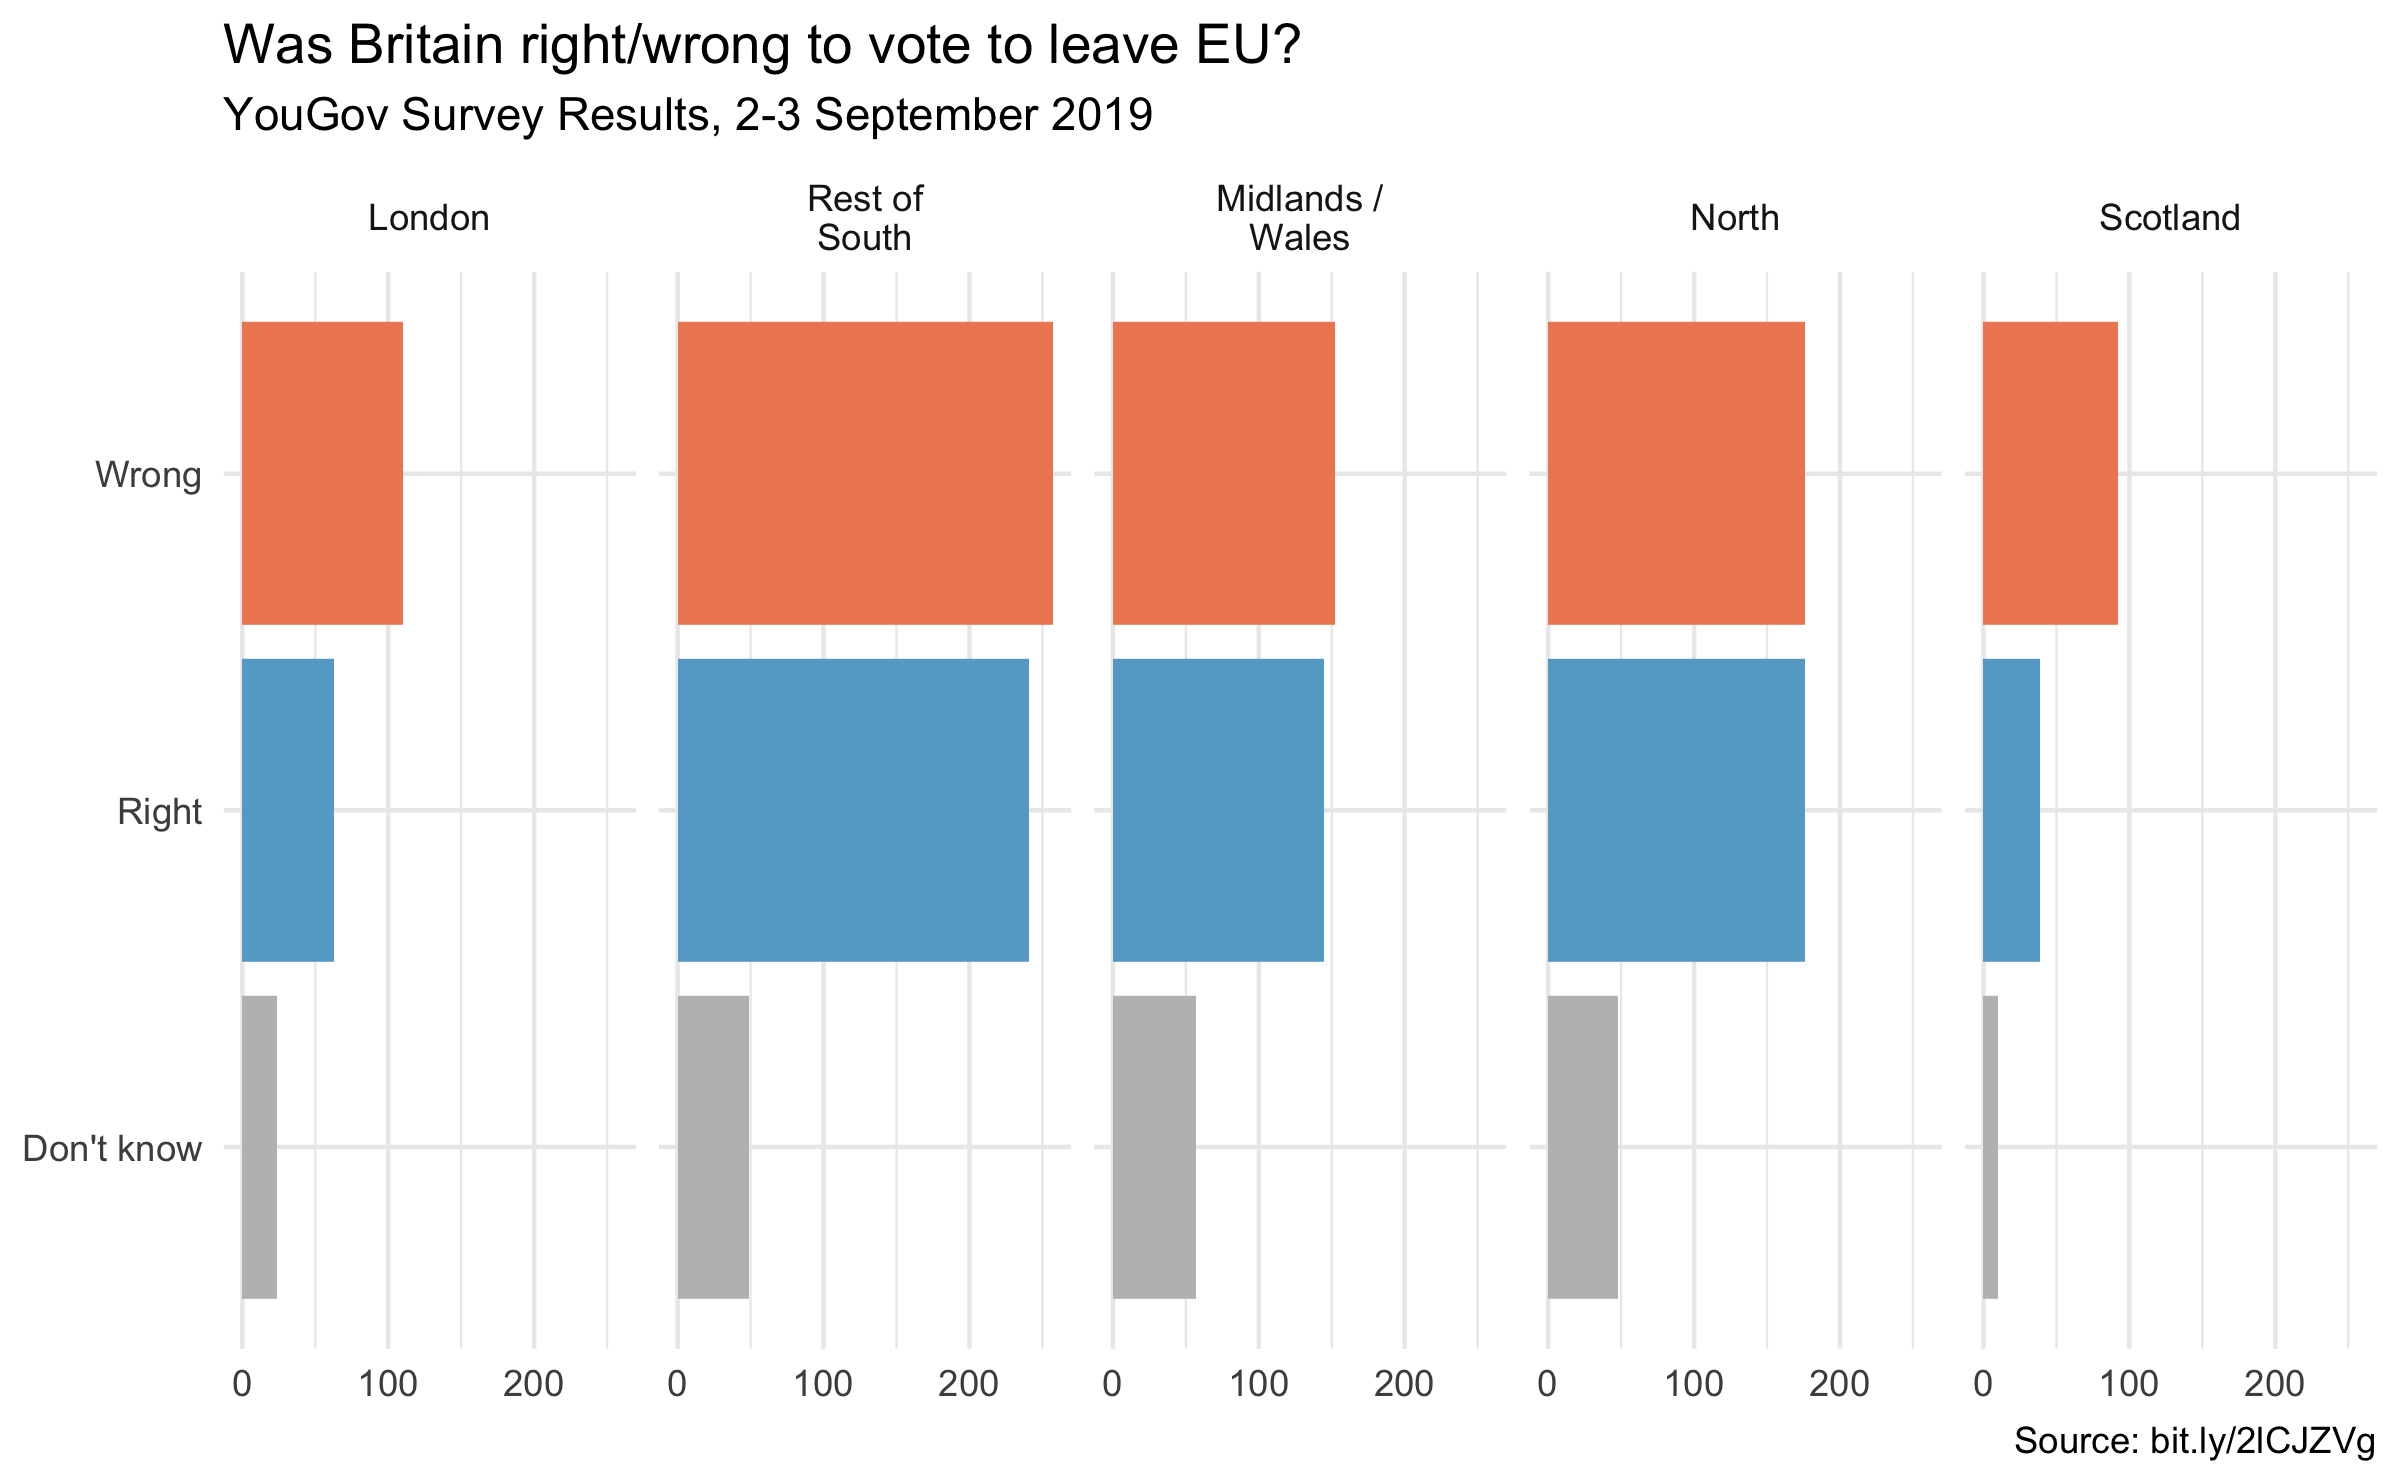 Was Britain right/wrong to vote to leave EU?
YouGov Survey Results, 2-3 September 2019
London
Rest of
South
Midlands /
Wales
North
Scotland
Wrong
Right
Don't know
0 100 200 0 100 200 0 100 200 0 100 200 0 100 200
Source: bit.ly/2lCJZVg